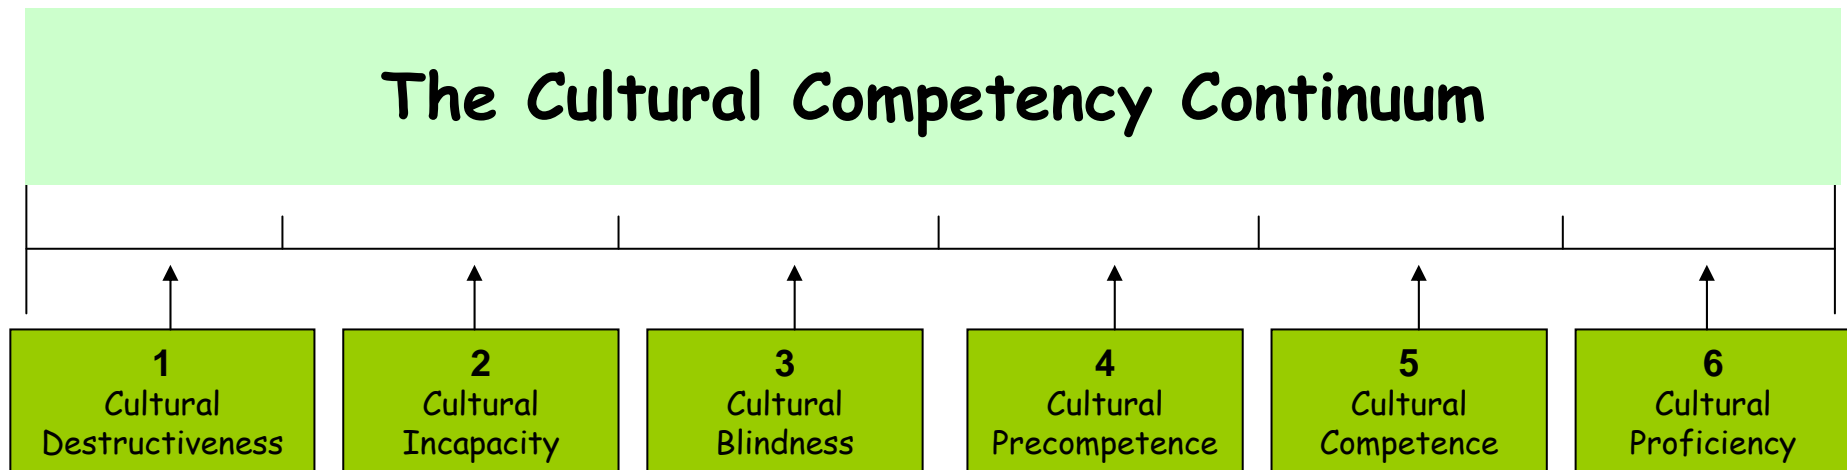 The Cultural Competency Continuum
1
Cultural
Destructiveness
2
Cultural
Incapacity
3
Cultural
Blindness
4
Cultural
Precompetence
5
Cultural
Competence
6
Cultural
Proficiency